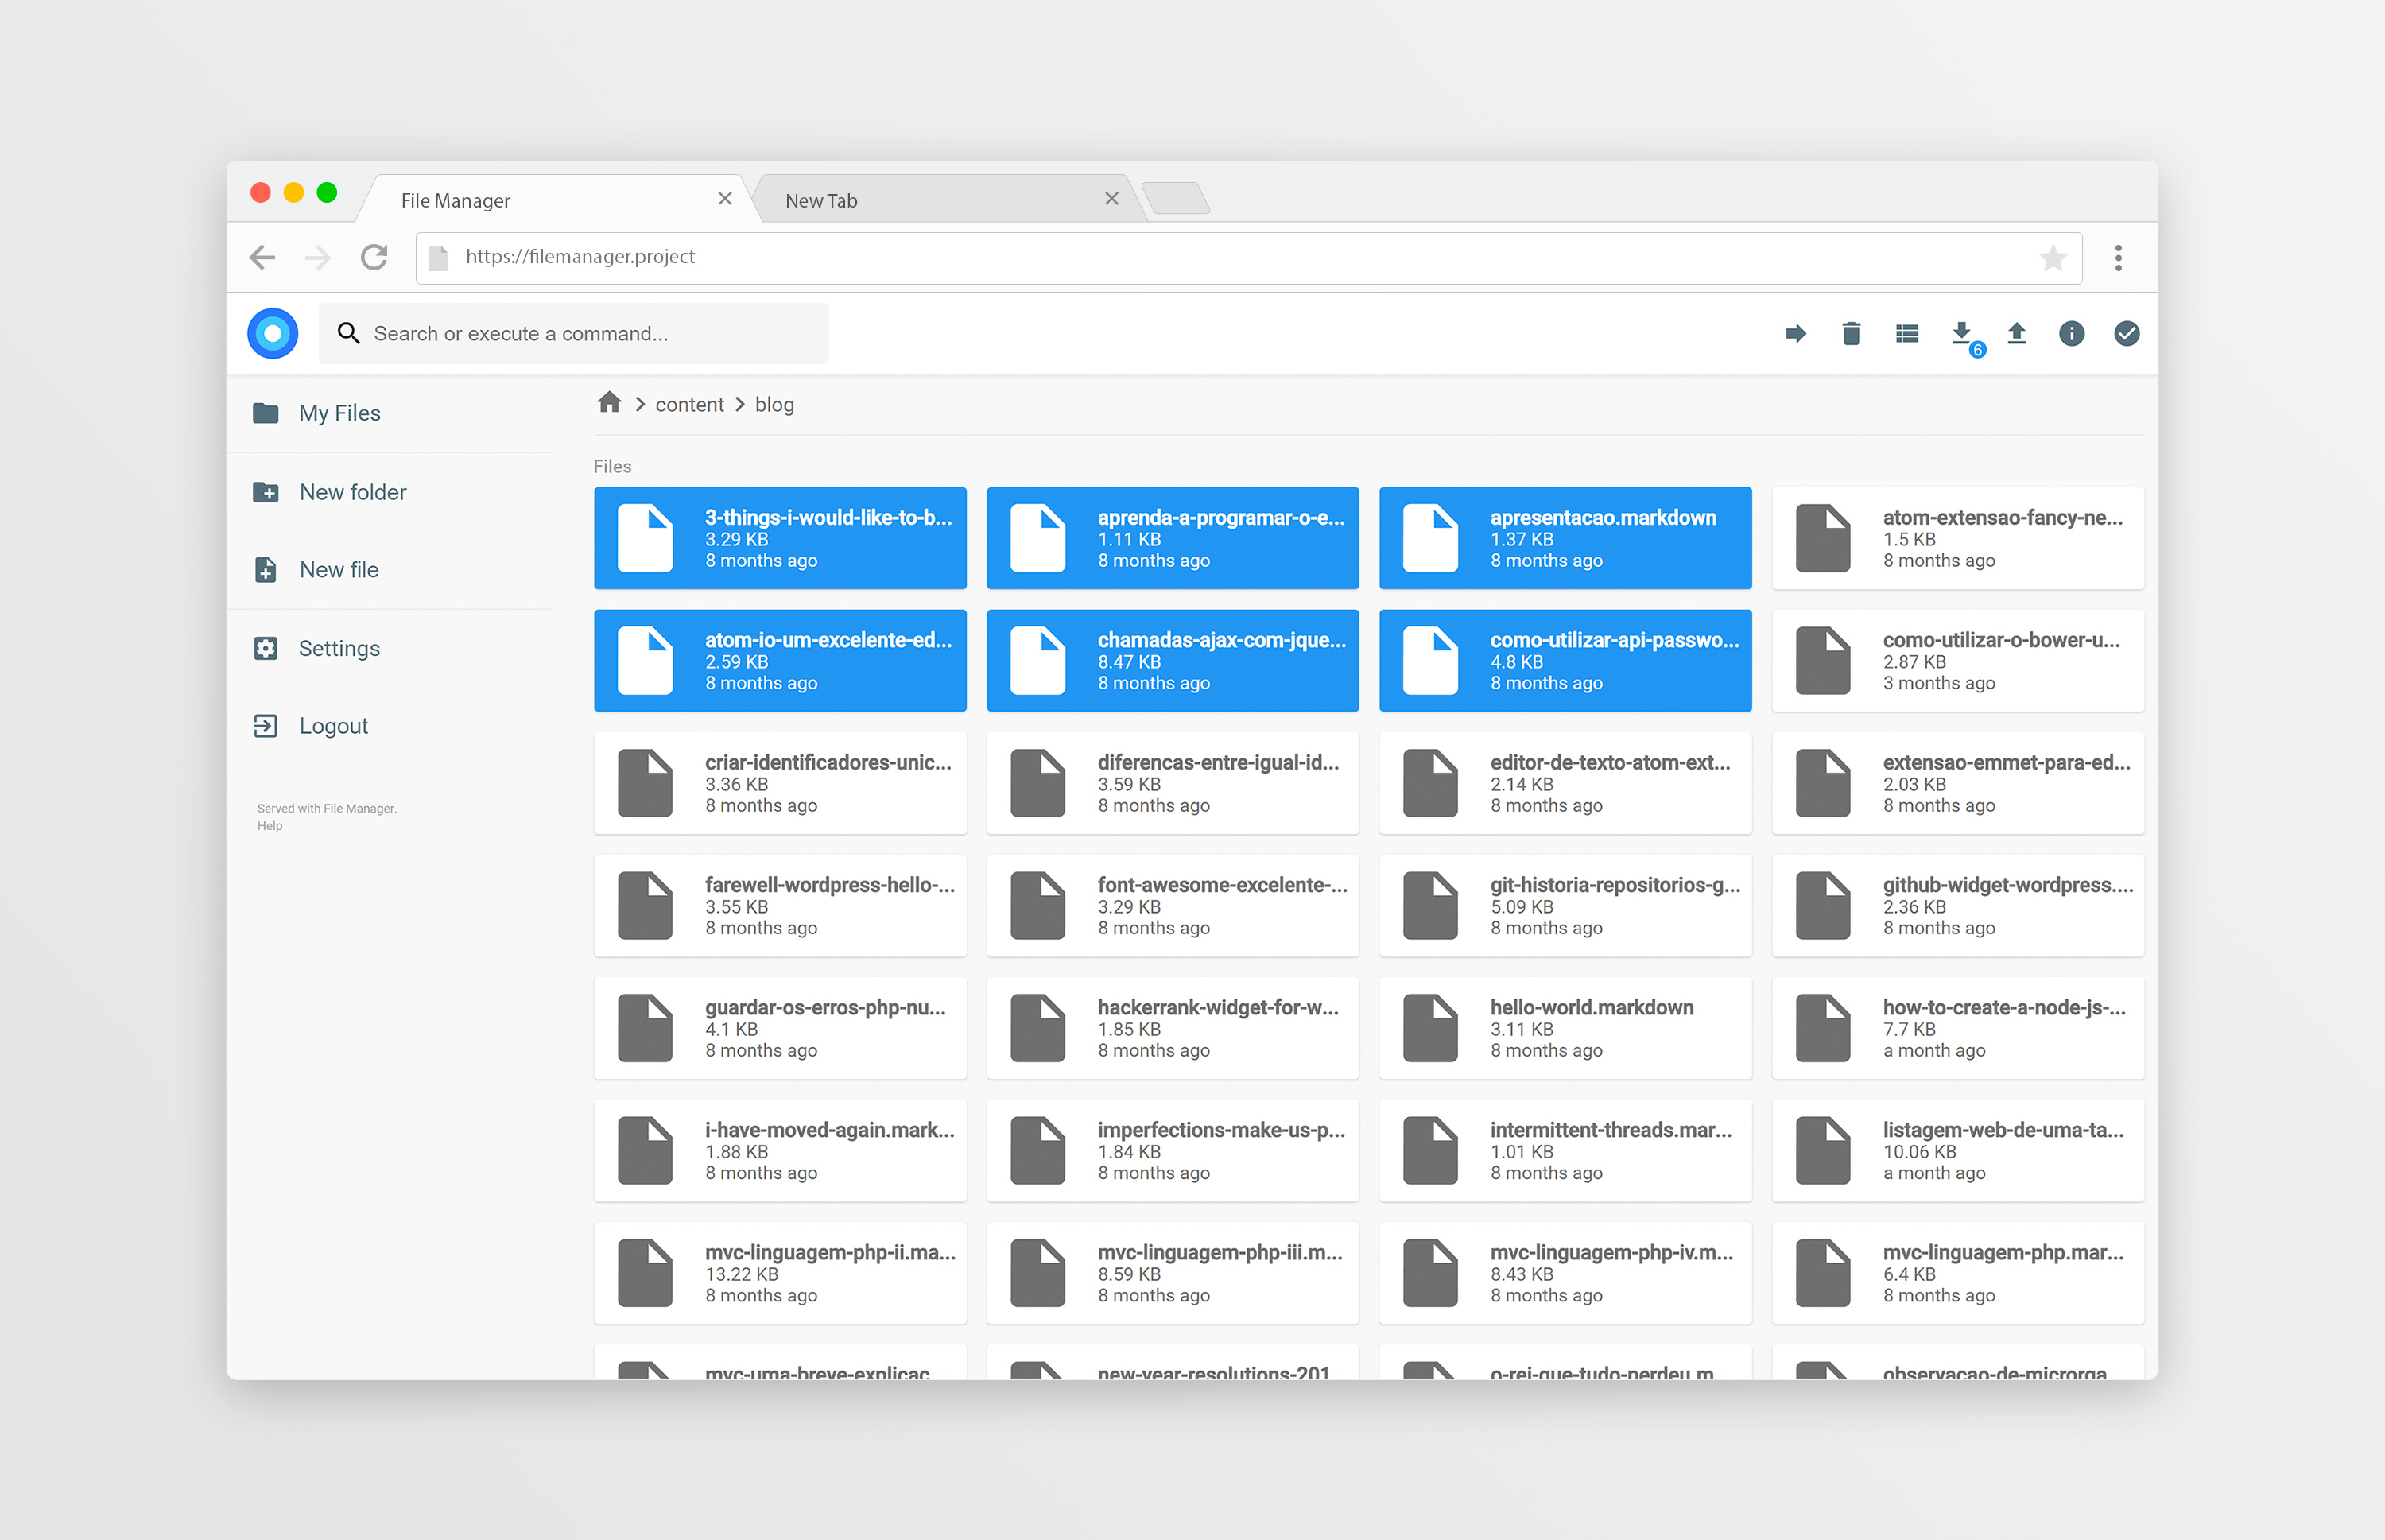 File Manager
New Tab
https://filemanager.project
Search or execute a command...
6
My Files
New folder
New file
Settings
Logout
Served with File Manager.
Help
content
blog
Files
3-things-i-would-like-to-b...
3.29 KB
8 months ago
aprenda-a-programar-o-e...
1.11 KB
8 months ago
apresentacao.markdown
1.37 KB
8 months ago
atom-extensao-fancy-ne...
1.5 KB
8 months ago
atom-io-um-excelente-ed...
2.59 KB
8 months ago
chamadas-ajax-com-jque...
8.47 KB
8 months ago
como-utilizar-api-passwo...
4.8 KB
8 months ago
como-utilizar-o-bower-u...
2.87 KB
3 months ago
criar-identificadores-unic...
3.36 KB
8 months ago
diferencas-entre-igual-id...
3.59 KB
8 months ago
editor-de-texto-atom-ext...
2.14 KB
8 months ago
extensao-emmet-para-ed...
2.03 KB
8 months ago
farewell-wordpress-hello-...
3.55 KB
8 months ago
font-awesome-excelente-...
3.29 KB
8 months ago
git-historia-repositorios-g...
5.09 KB
8 months ago
github-widget-wordpress....
2.36 KB
8 months ago
guardar-os-erros-php-nu...
4.1 KB
8 months ago
hackerrank-widget-for-w...
1.85 KB
8 months ago
hello-world.markdown
3.11 KB
8 months ago
how-to-create-a-node-js-...
7.7 KB
a month ago
i-have-moved-again.mark...
1.88 KB
8 months ago
imperfections-make-us-p...
1.84 KB
8 months ago
intermittent-threads.mar...
1.01 KB
8 months ago
listagem-web-de-uma-ta...
10.06 KB
a month ago
mvc-linguagem-php-ii.ma...
13.22 KB
8 months ago
mvc-linguagem-php-iii.m...
8.59 KB
8 months ago
mvc-linguagem-php-iv.m...
8.43 KB
8 months ago
mvc-linguagem-php.mar...
6.4 KB
8 months ago
mvc-uma-breve-explicac...
new-year-resolutions-201...
o-rei-que-tudo-perdeu.m...
observacao-de-microrga...